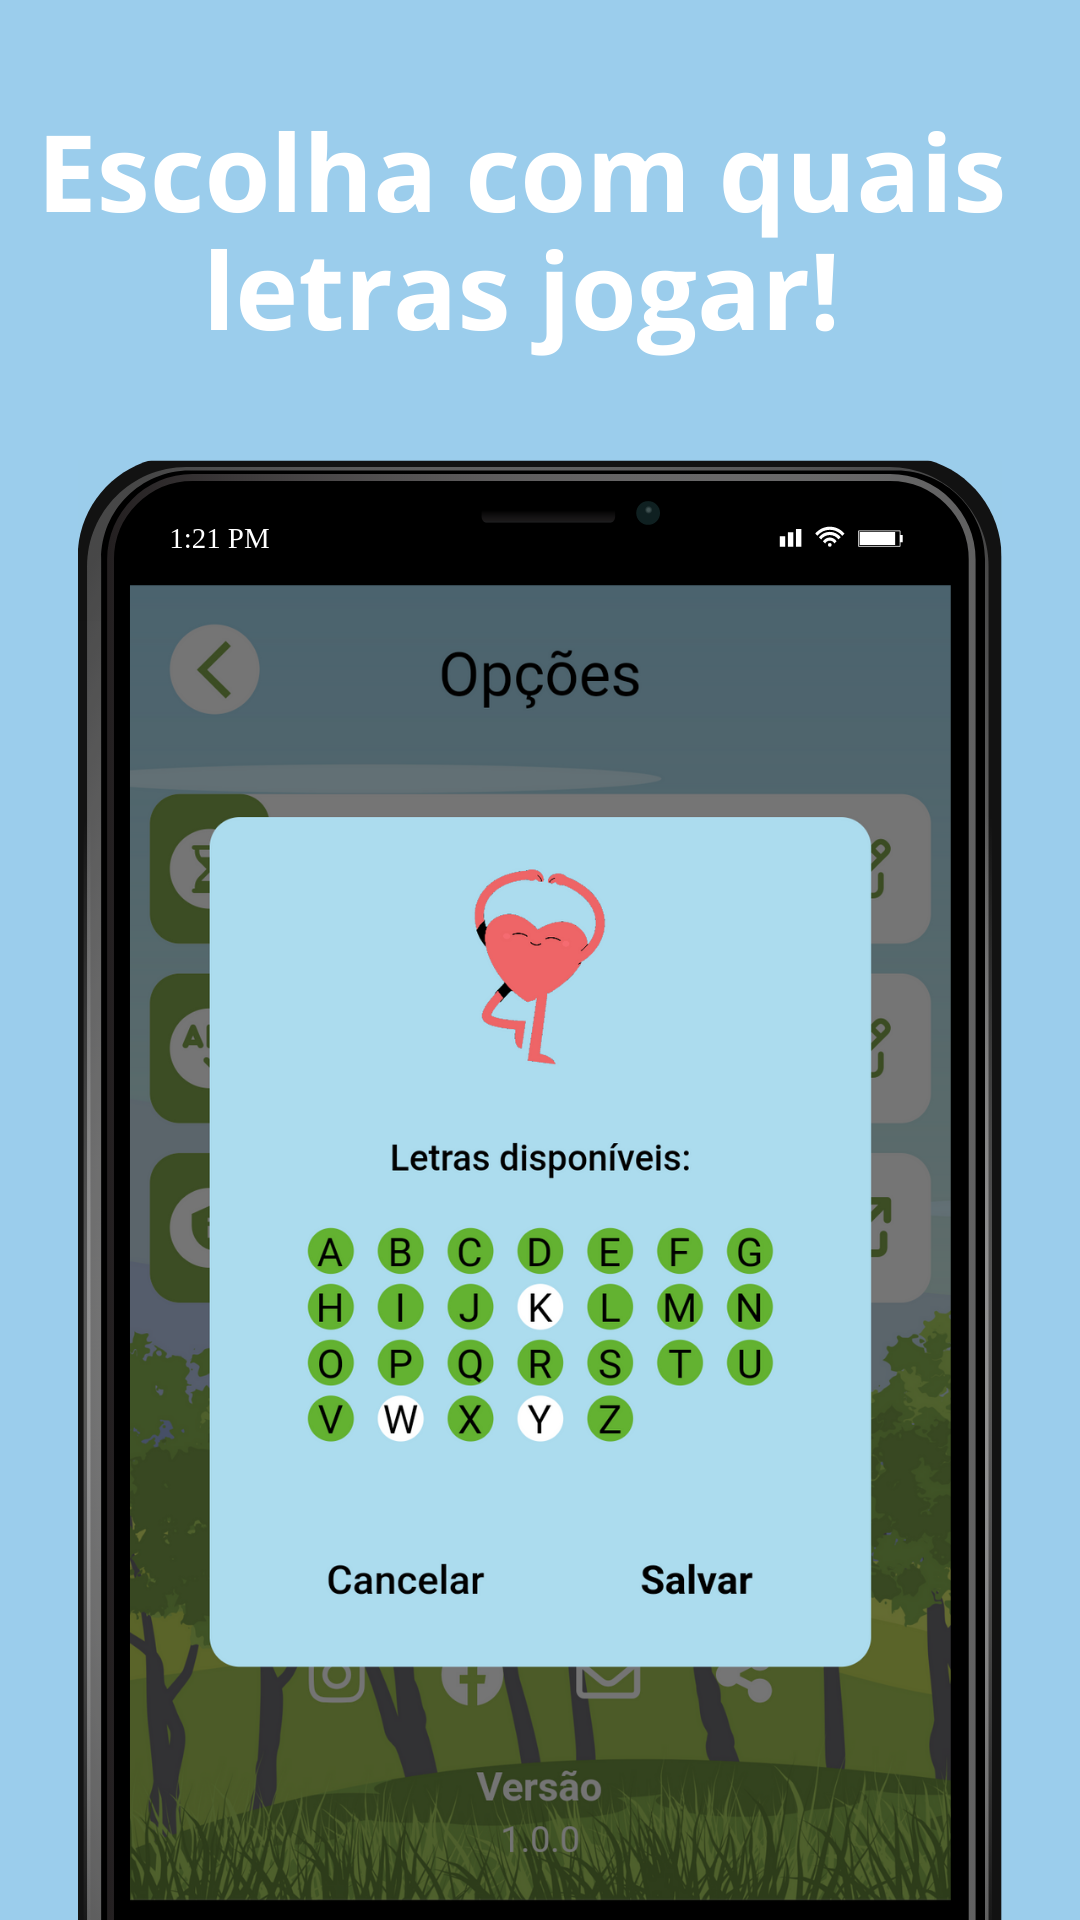 Escolha com quais
letras jogar!
1:21 PM
Opções
Letras disponíveis:
A B C D E F G
H I J K L M N
O P Q R S T U
V W X Y Z
Cancelar Salvar
Versão
1.0.0